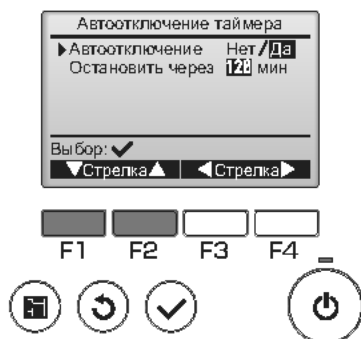 Автоотключение таймера
▶Автоотключение Нет/Да
Остановить через 120 мин
Выбор:✔
▼Стрелка▲ ◀Стрелка▶
F1 F2 F3 F4